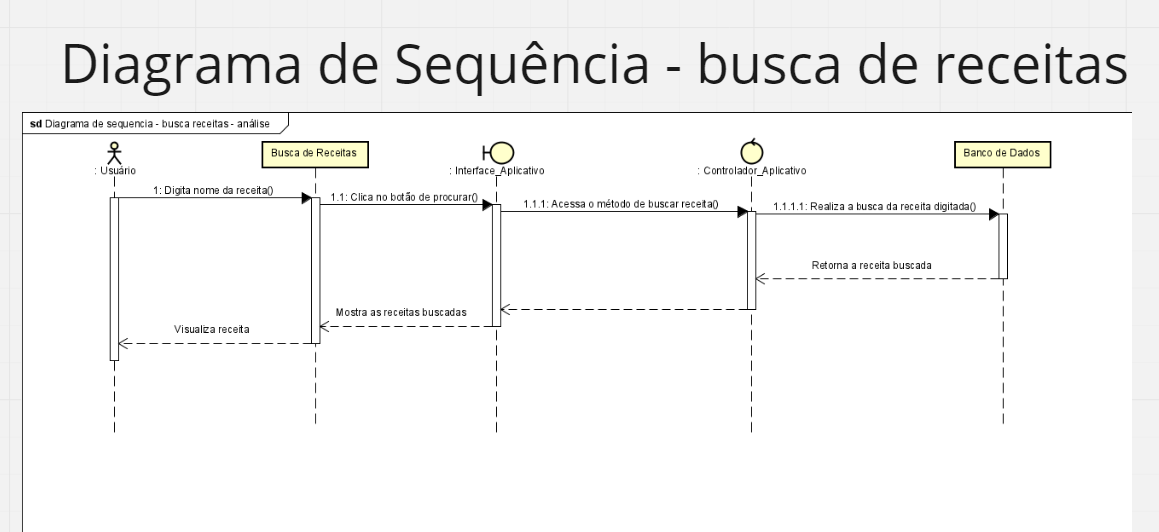 Diagrama de Sequência - busca de receitas
sd Diagrama de sequencia - busca receitas - análise
: Usuário
Busca de Receitas
: Interface_Aplicativo
: Controlador_Aplicativo
Banco de Dados
1: Digita nome da receita()
1.1: Clica no botão de procurar()
1.1.1: Acessa o método de buscar receita()
1.1.1.1: Realiza a busca da receita digitada()
Retorna a receita buscada
Mostra as receitas buscadas
Visualiza receita